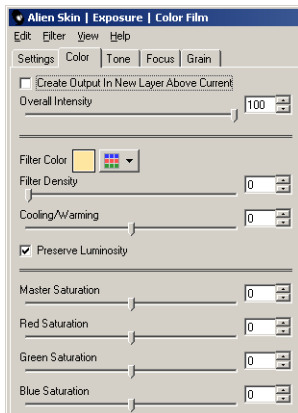 Alien Skin | Exposure | Color Film
Edit Filter View Help
Settings Color Tone Focus Grain
Create Output In New Layer Above Current
Overall Intensity
100
Filter Color
Filter Density
0
Cooling/Warming
0
Preserve Luminosity
Master Saturation
0
Red Saturation
0
Green Saturation
0
Blue Saturation
0